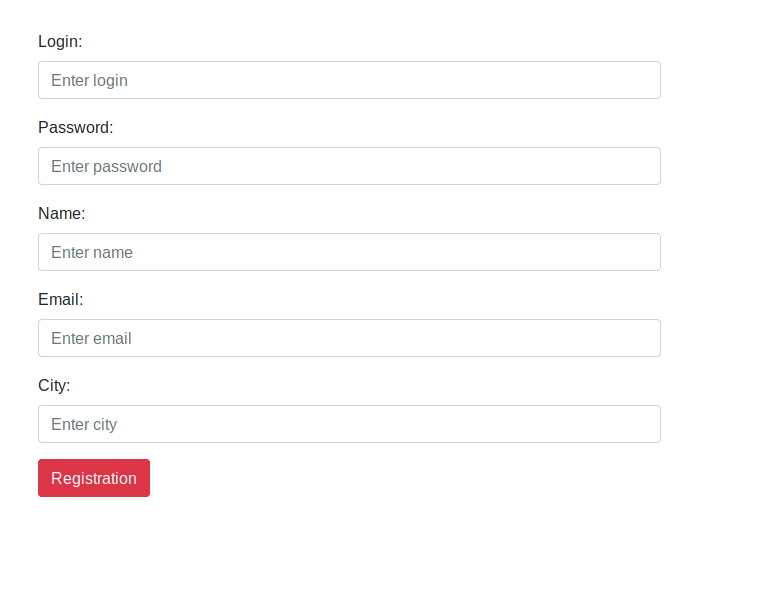 Login:
Enter login
Password:
Enter password
Name:
Enter name
Email:
Enter email
City:
Enter city
Registration